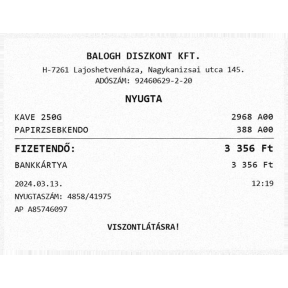 BALOGH DISZKONT KFT.
H-7261 Lajoshetvenháza, Nagykanizsai utca 145.
ADÓSZÁM: 92460629-2-20
NYUGTA
KAVE 250G 2968 A00
PAPIRZSEBKENDO 388 A00
FIZETENDŐ: 3 356 Ft
BANKKÁRTYA 3 356 Ft
2024.03.13. 12:19
NYUGTASZÁM: 4858/41975
AP A85746097
VISZONTLÁTÁSRA!